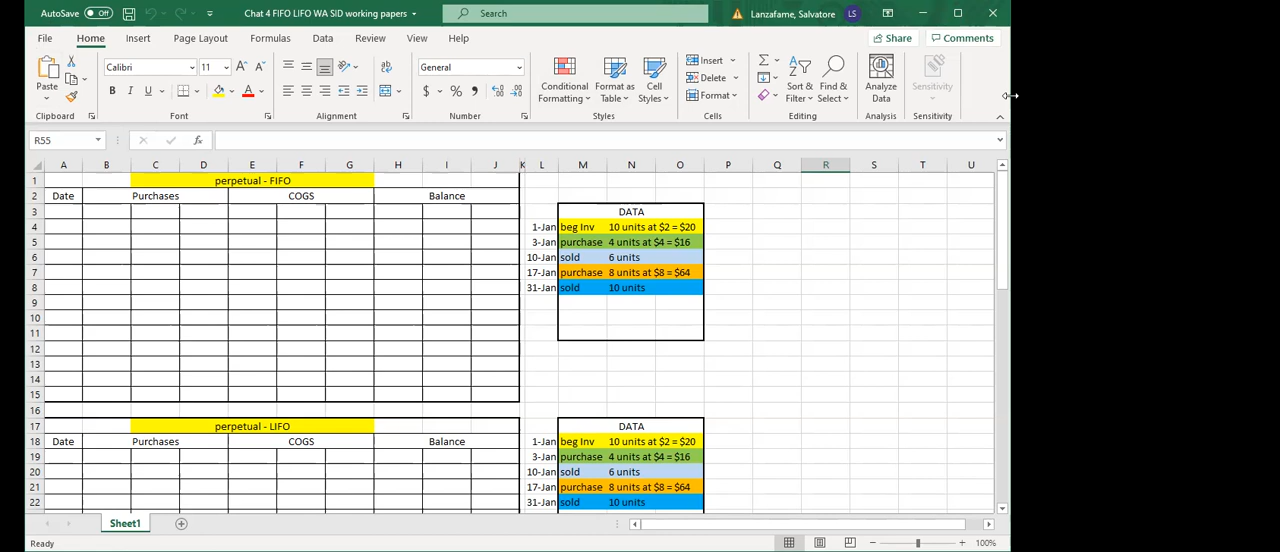 AutoSave Off Chat 4 FIFO LIFO WA SID working papers Search Lanzafame, Salvatore LS
File Home Insert Page Layout Formulas Data Review View Help Share Comments
Paste Calibri 11 A A ab General Insert
B I U A $ % , Conditional Format as Cell Delete Sort & Find & Analyze Sensitivity
Formatting Table Styles Format Filter Select Data
Clipboard Font Alignment Number Styles Cells Editing Analysis Sensitivity
R55 fx
A B C D E F G H I J K L M N O P Q R S T U
1 perpetual - FIFO
2 Date Purchases COGS Balance
3 DATA
4 1-Jan beg Inv 10 units at $2 = $20
5 3-Jan purchase 4 units at $4 = $16
6 10-Jan sold 6 units
7 17-Jan purchase 8 units at $8 = $64
8 31-Jan sold 10 units
9
10
11
12
13
14
15
16
17 perpetual - LIFO DATA
18 Date Purchases COGS Balance 1-Jan beg Inv 10 units at $2 = $20
19 3-Jan purchase 4 units at $4 = $16
20 10-Jan sold 6 units
21 17-Jan purchase 8 units at $8 = $64
22 31-Jan sold 10 units
Sheet1
Ready 100%